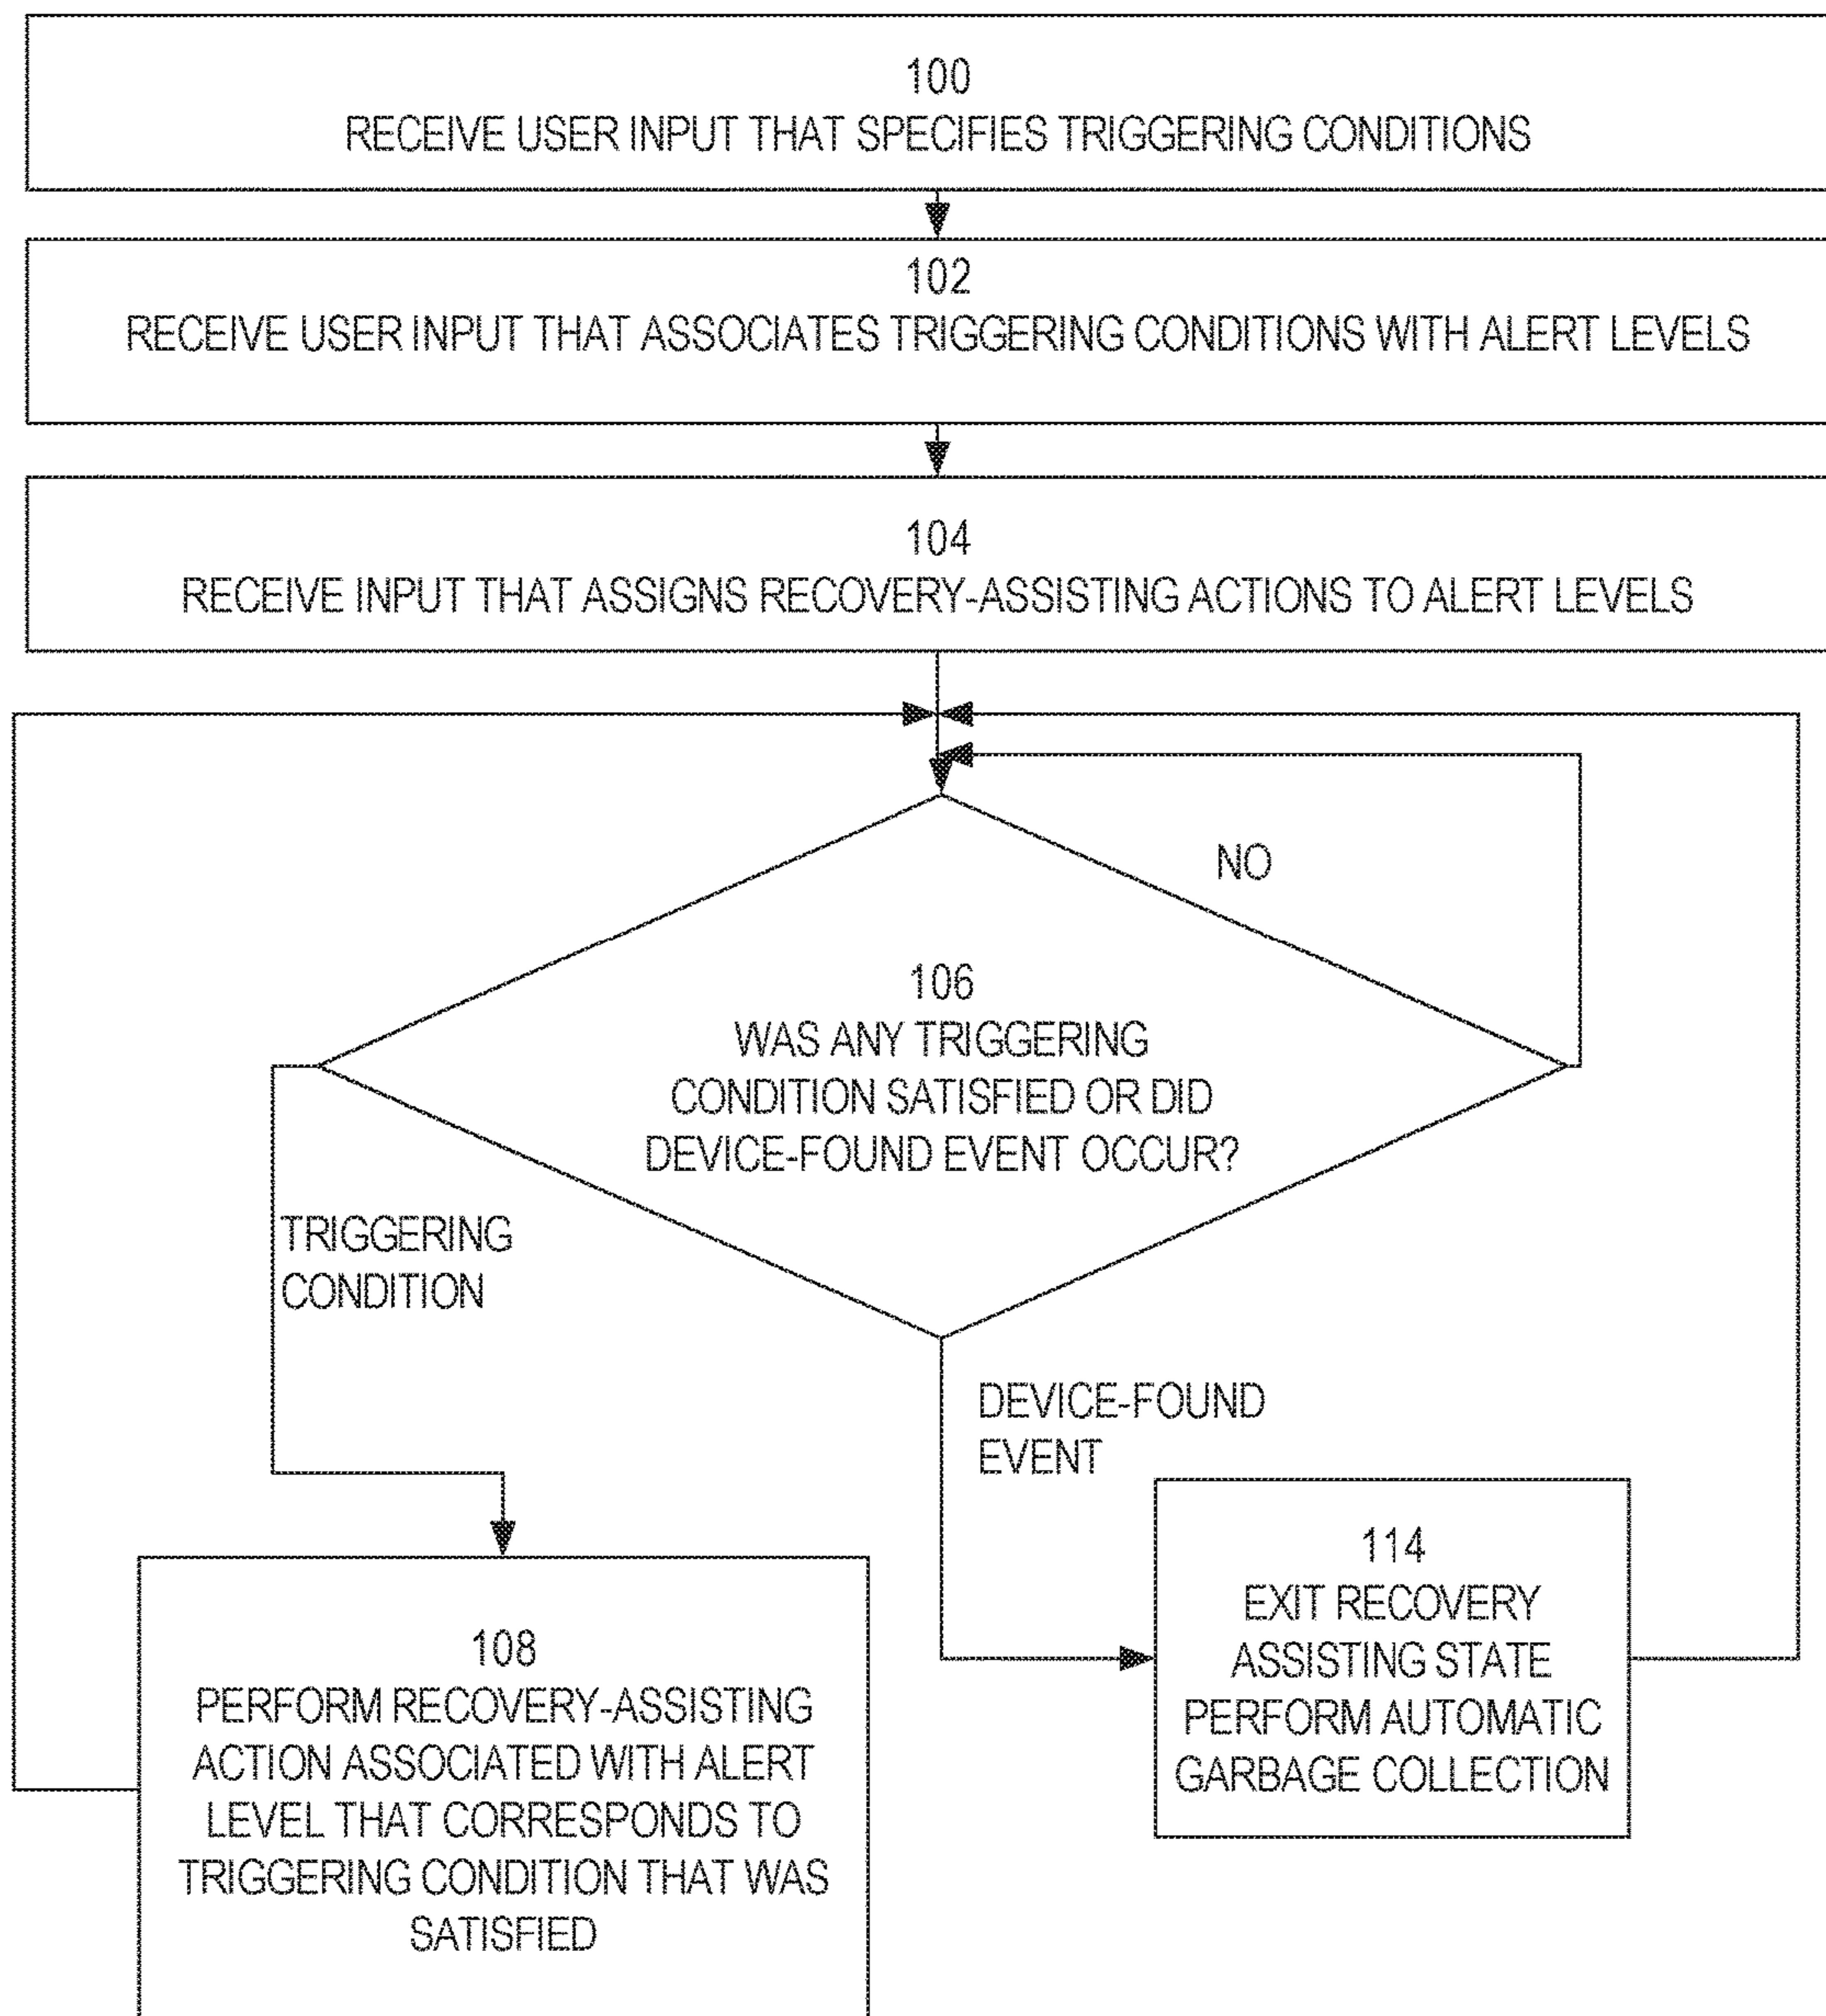 100
RECEIVE USER INPUT THAT SPECIFIES TRIGGERING CONDITIONS
102
RECEIVE USER INPUT THAT ASSOCIATES TRIGGERING CONDITIONS WITH ALERT LEVELS
104
RECEIVE INPUT THAT ASSIGNS RECOVERY-ASSISTING ACTIONS TO ALERT LEVELS
NO
106
WAS ANY TRIGGERING
CONDITION SATISFIED OR DID
DEVICE-FOUND EVENT OCCUR?
TRIGGERING
CONDITION
DEVICE-FOUND
EVENT
108
PERFORM RECOVERY-ASSISTING
ACTION ASSOCIATED WITH ALERT
LEVEL THAT CORRESPONDS TO
TRIGGERING CONDITION THAT WAS
SATISFIED
114
EXIT RECOVERY
ASSISTING STATE
PERFORM AUTOMATIC
GARBAGE COLLECTION